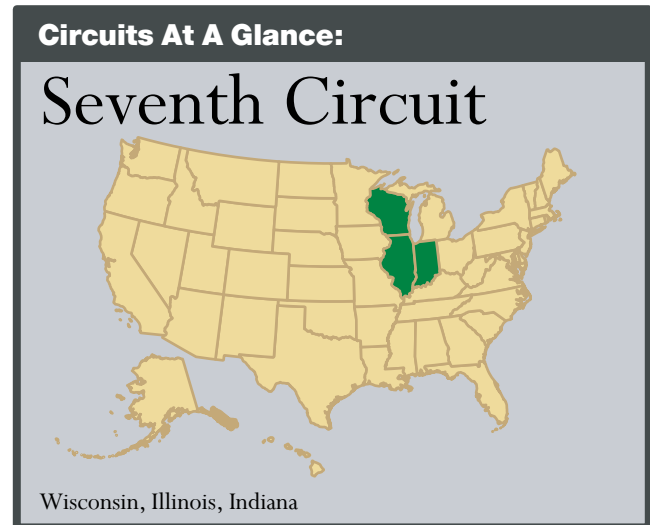 Circuits At A Glance:
Seventh Circuit
Wisconsin, Illinois, Indiana